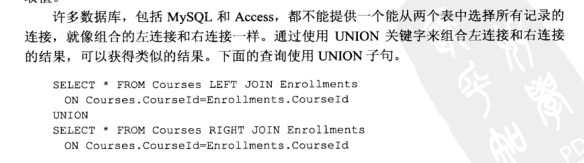 许多数据库，包括 MySQL 和 Access，都不能提供一个能从两个表中选择所有记录的
连接，就像组合的左连接和右连接一样。通过使用 UNION 关键字来组合左连接和右连接
的结果，可以获得类似的结果。下面的查询使用 UNION 子句。
SELECT * FROM Courses LEFT JOIN Enrollments
ON Courses.CourseId=Enrollments.CourseId
UNION
SELECT * FROM Courses RIGHT JOIN Enrollments
ON Courses.CourseId=Enrollments.CourseId